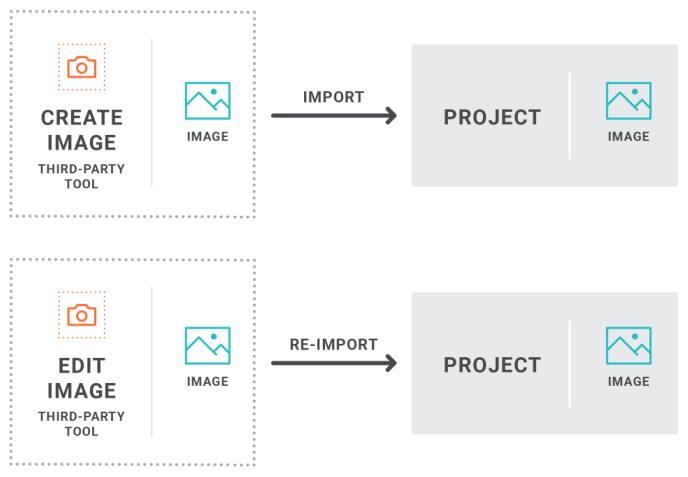 CREATE
IMAGE
THIRD-PARTY
TOOL
IMAGE
IMPORT
PROJECT
IMAGE
EDIT
IMAGE
THIRD-PARTY
TOOL
IMAGE
RE-IMPORT
PROJECT
IMAGE